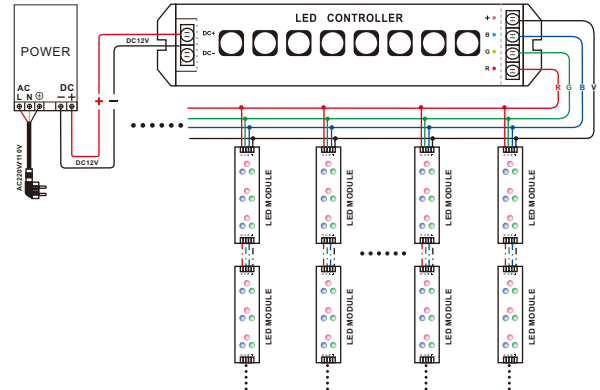 LED CONTROLLER
DC+
DC−
+
B
G
R
POWER
AC
DC
L N ⏚
− +
DC12V
+ −
DC12V
AC220V/110V
R G B V
LED MODULE
LED MODULE
LED MODULE
LED MODULE
LED MODULE
LED MODULE
LED MODULE
LED MODULE